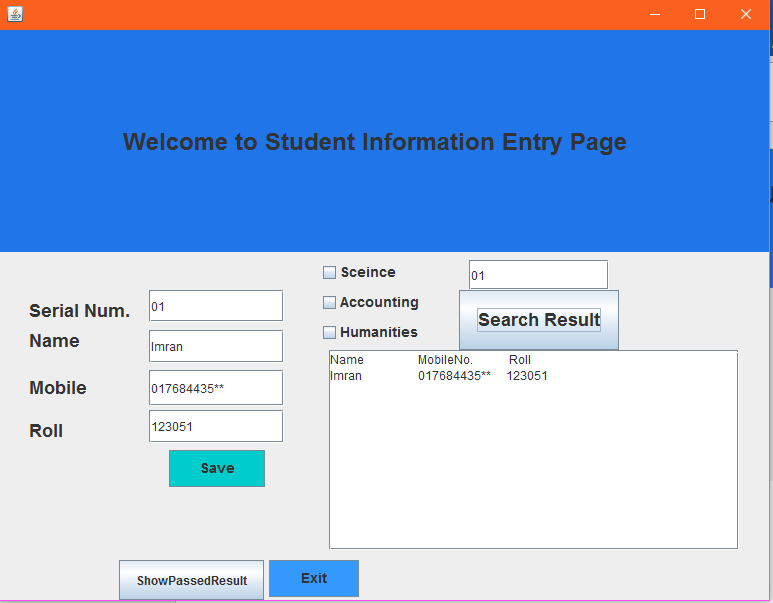 Welcome to Student Information Entry Page
Serial Num.
01
Name
Imran
Mobile
017684435**
Roll
123051
Save
Sceince
Accounting
Humanities
01
Search Result
Name MobileNo. Roll
Imran 017684435** 123051
ShowPassedResult
Exit